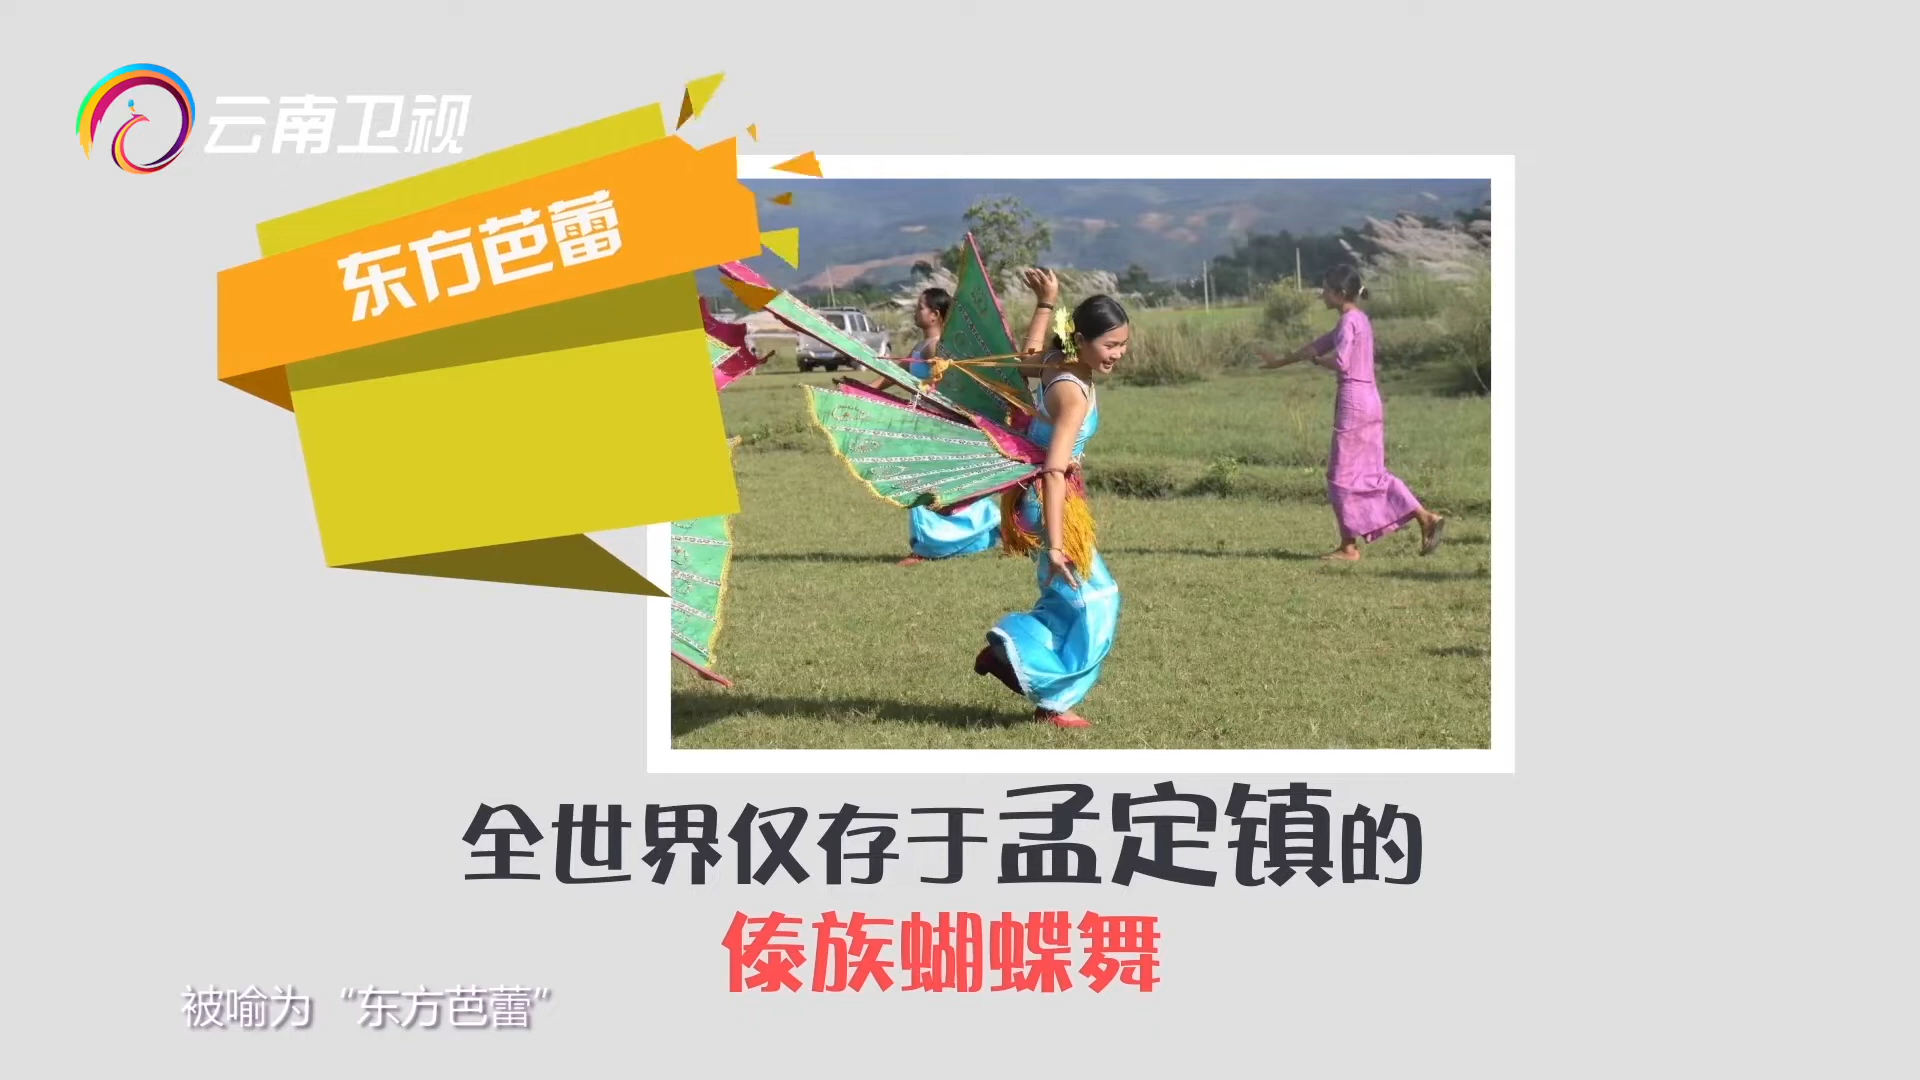 云南卫视
东方芭蕾
全世界仅存于孟定镇的
傣族蝴蝶舞
被喻为“东方芭蕾”